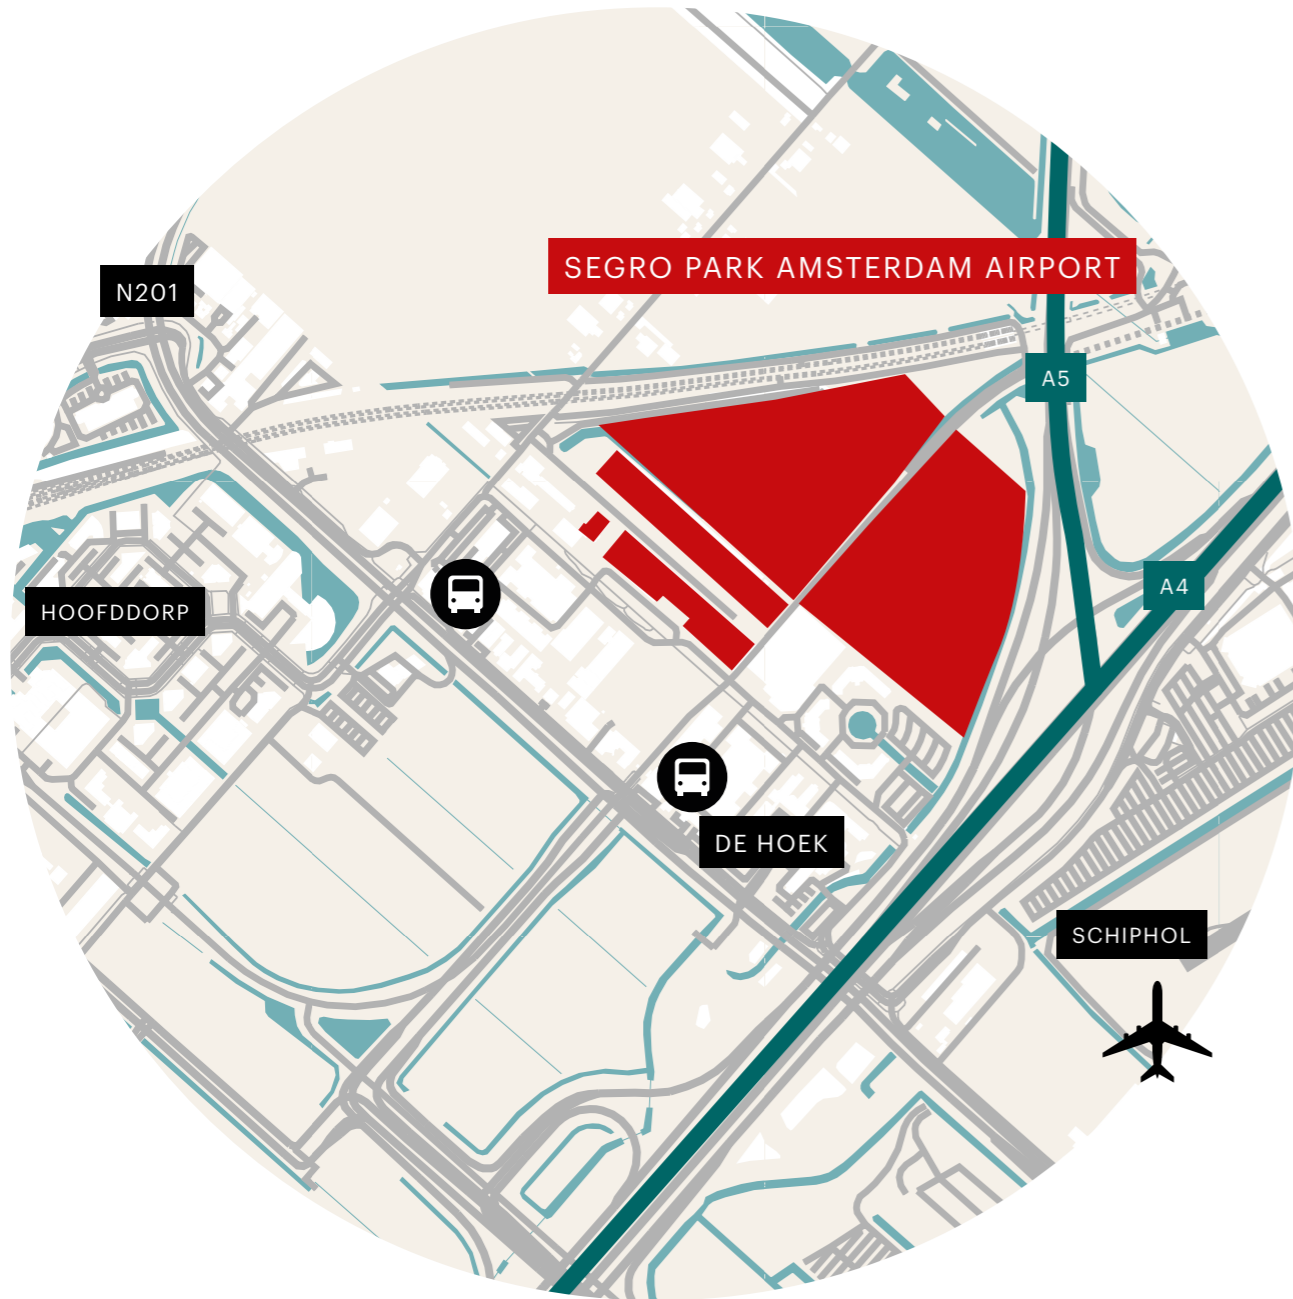 SEGRO PARK AMSTERDAM AIRPORT
N201
A5
A4
HOOFDDORP
DE HOEK
SCHIPHOL